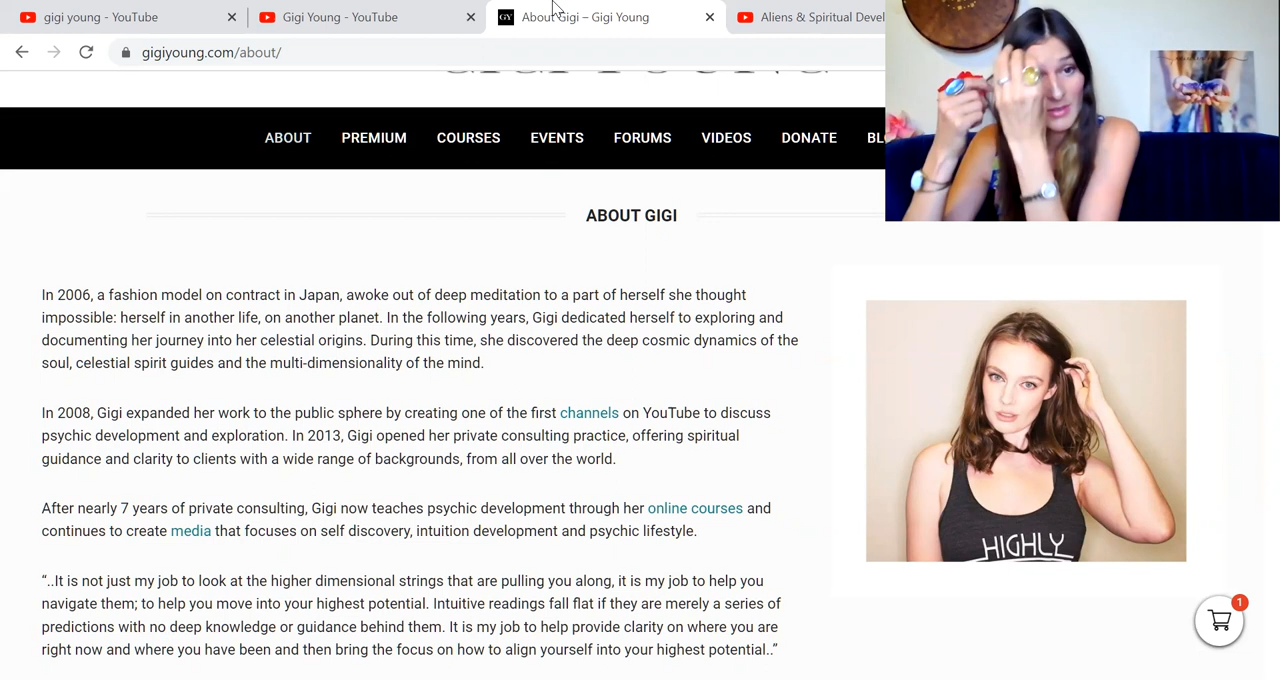 gigi young - YouTube
Gigi Young - YouTube
GY About Gigi – Gigi Young
Aliens & Spiritual Devel
gigiyoung.com/about/
ABOUT PREMIUM COURSES EVENTS FORUMS VIDEOS DONATE
ABOUT GIGI
In 2006, a fashion model on contract in Japan, awoke out of deep meditation to a part of herself she thought
impossible: herself in another life, on another planet. In the following years, Gigi dedicated herself to exploring and
documenting her journey into her celestial origins. During this time, she discovered the deep cosmic dynamics of the
soul, celestial spirit guides and the multi-dimensionality of the mind.
In 2008, Gigi expanded her work to the public sphere by creating one of the first channels on YouTube to discuss
psychic development and exploration. In 2013, Gigi opened her private consulting practice, offering spiritual
guidance and clarity to clients with a wide range of backgrounds, from all over the world.
After nearly 7 years of private consulting, Gigi now teaches psychic development through her online courses and
continues to create media that focuses on self discovery, intuition development and psychic lifestyle.
“..It is not just my job to look at the higher dimensional strings that are pulling you along, it is my job to help you
navigate them; to help you move into your highest potential. Intuitive readings fall flat if they are merely a series of
predictions with no deep knowledge or guidance behind them. It is my job to help provide clarity on where you are
right now and where you have been and then bring the focus on how to align yourself into your highest potential..”
HIGHLY
1